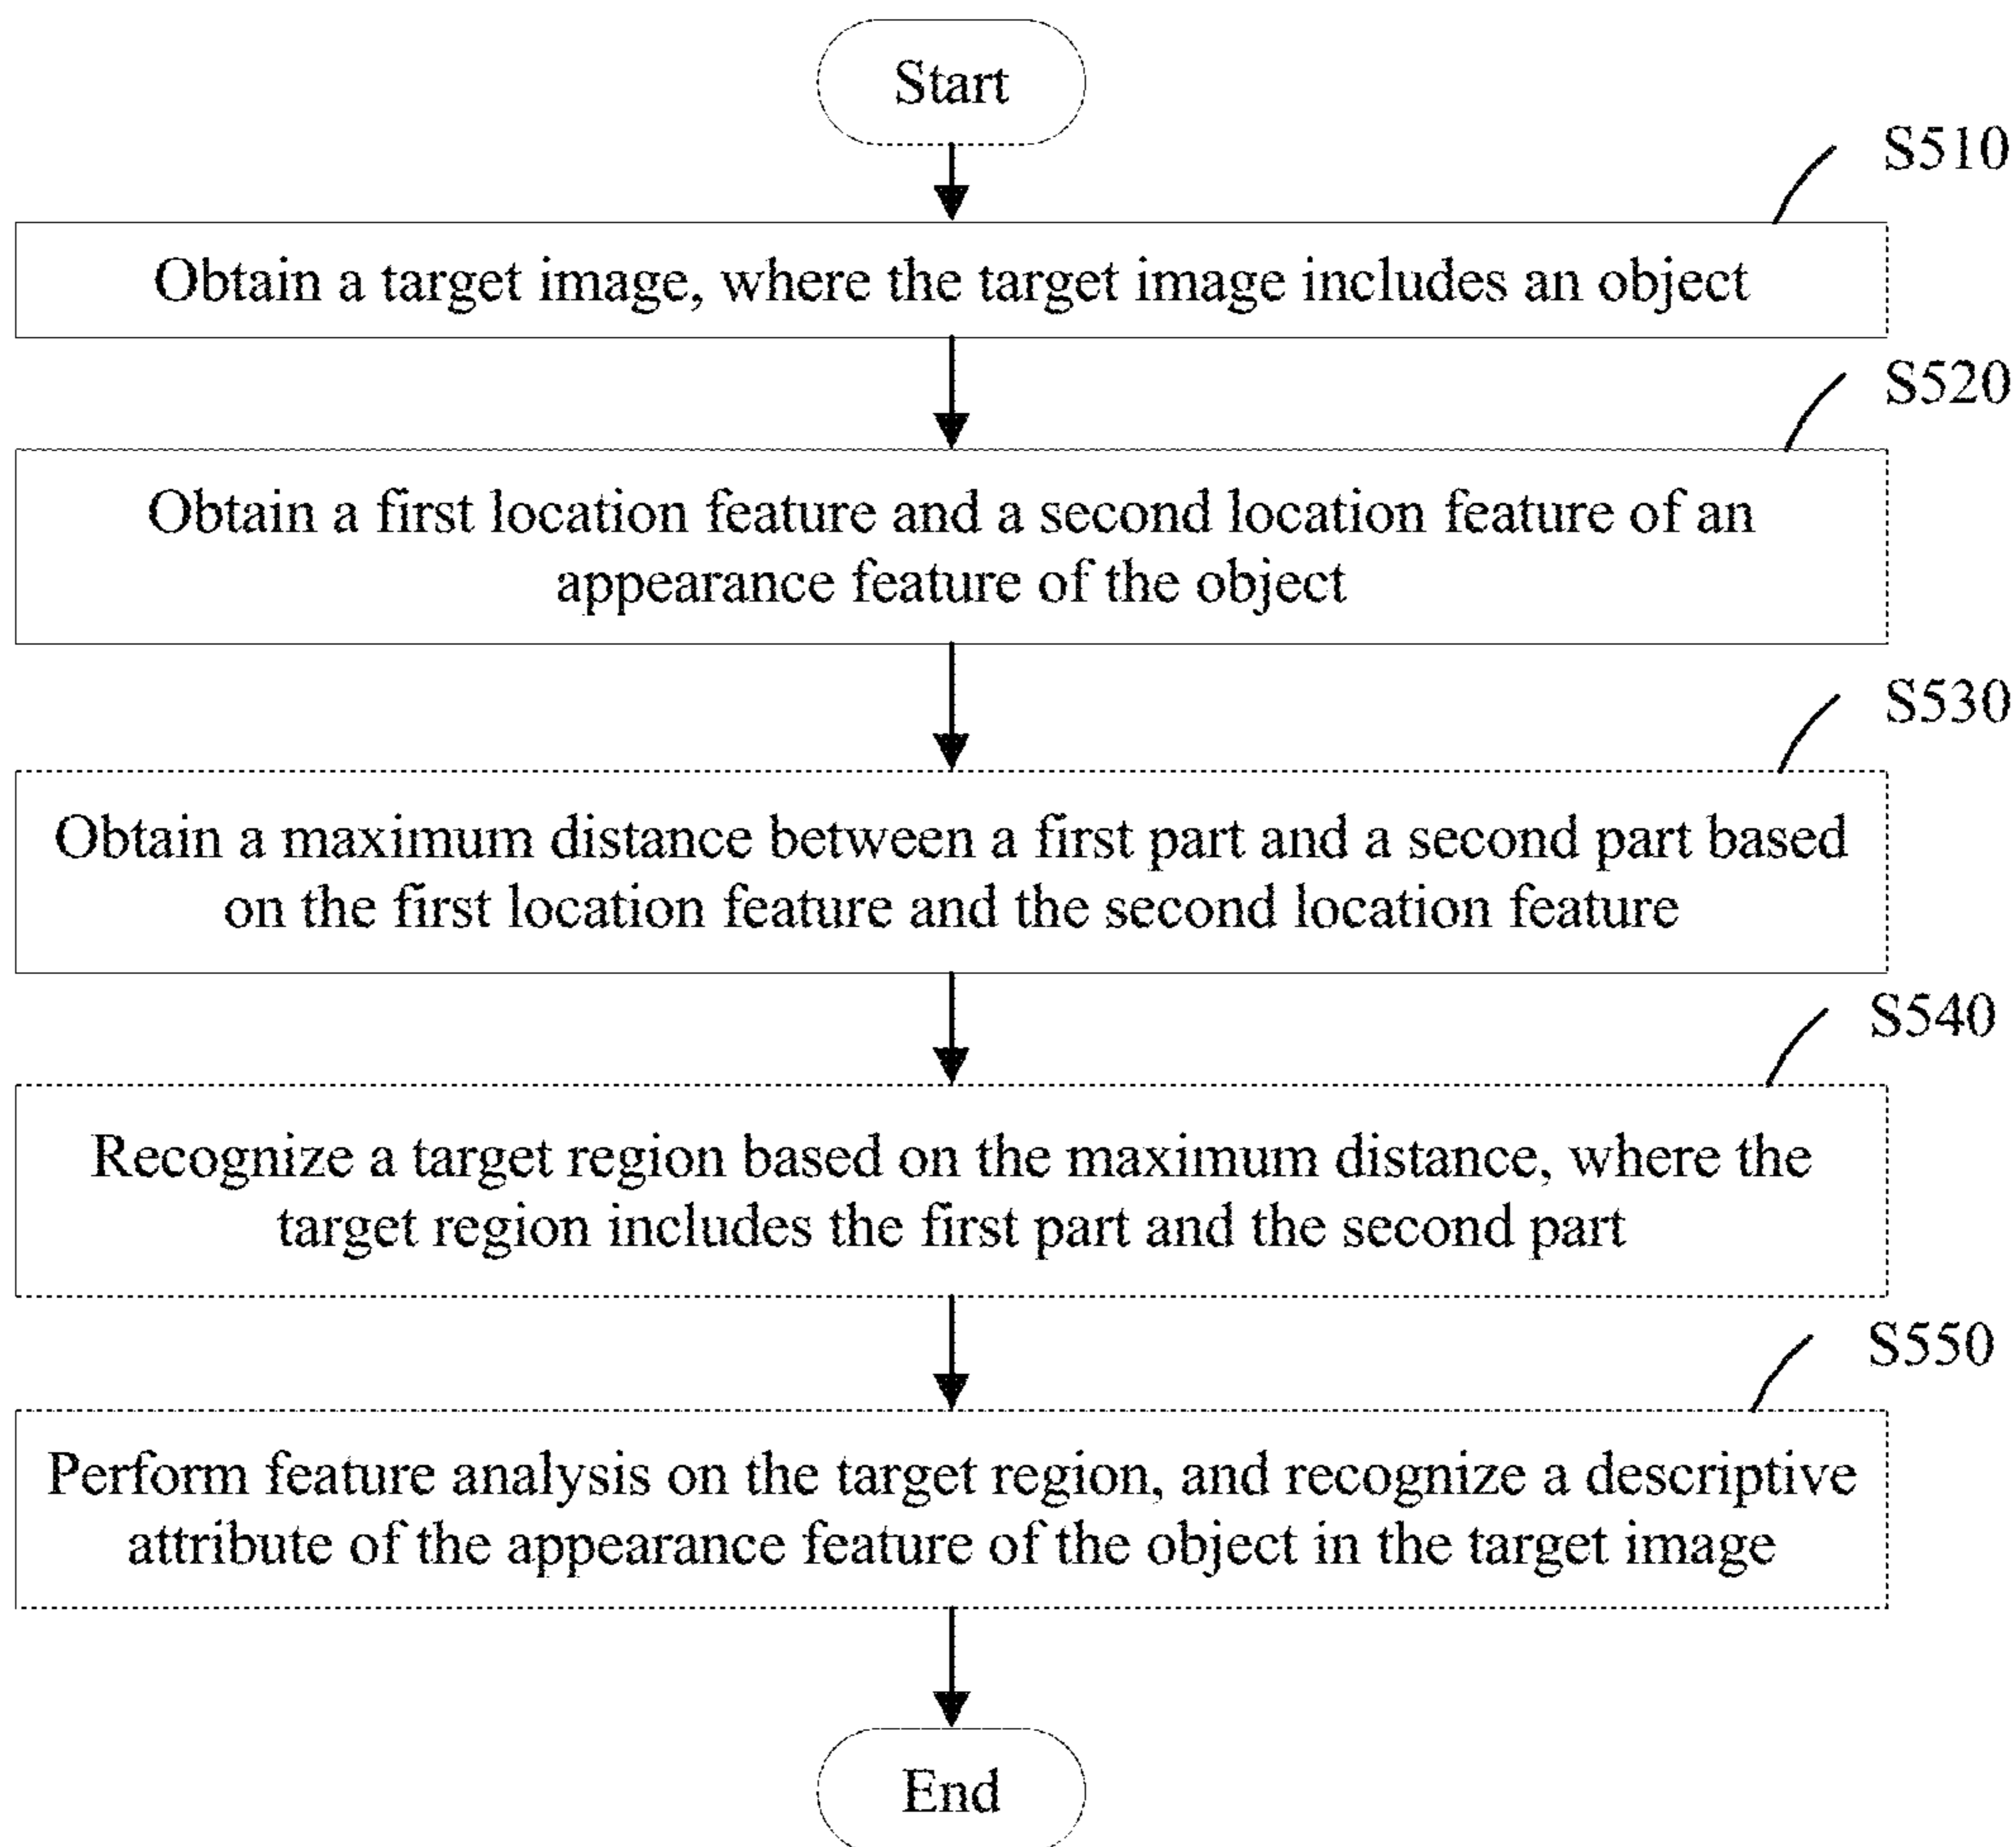 Start
S510
Obtain a target image, where the target image includes an object
S520
Obtain a first location feature and a second location feature of an
appearance feature of the object
S530
Obtain a maximum distance between a first part and a second part based
on the first location feature and the second location feature
S540
Recognize a target region based on the maximum distance, where the
target region includes the first part and the second part
S550
Perform feature analysis on the target region, and recognize a descriptive
attribute of the appearance feature of the object in the target image
End